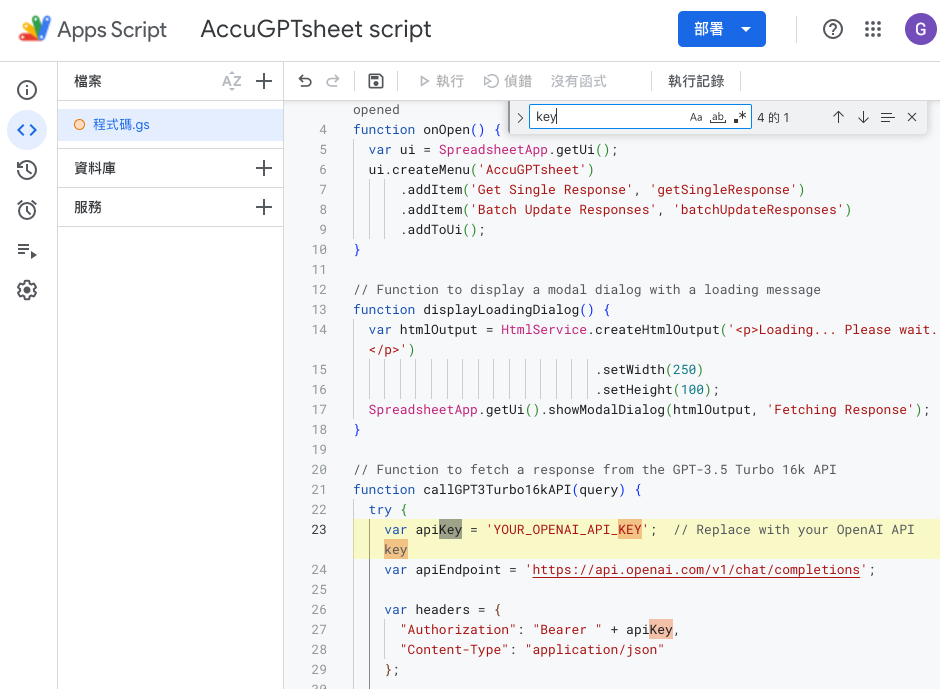 Apps Script
AccuGPTsheet script
部署
G
檔案
AZ
程式碼.gs
資料庫
服務
執行
偵錯
沒有函式
執行記錄
key
Aa
ab
4 的 1
opened
4 function onOpen() {
5 var ui = SpreadsheetApp.getUi();
6 ui.createMenu('AccuGPTsheet')
7 .addItem('Get Single Response', 'getSingleResponse')
8 .addItem('Batch Update Responses', 'batchUpdateResponses')
9 .addToUi();
10 }
11
12 // Function to display a modal dialog with a loading message
13 function displayLoadingDialog() {
14 var htmlOutput = HtmlService.createHtmlOutput('<p>Loading... Please wait.
</p>')
15 .setWidth(250)
16 .setHeight(100);
17 SpreadsheetApp.getUi().showModalDialog(htmlOutput, 'Fetching Response');
18 }
19
20 // Function to fetch a response from the GPT-3.5 Turbo 16k API
21 function callGPT3Turbo16kAPI(query) {
22 try {
23 var apiKey = 'YOUR_OPENAI_API_KEY'; // Replace with your OpenAI API
key
24 var apiEndpoint = 'https://api.openai.com/v1/chat/completions';
25
26 var headers = {
27 "Authorization": "Bearer " + apiKey,
28 "Content-Type": "application/json"
29 };
30